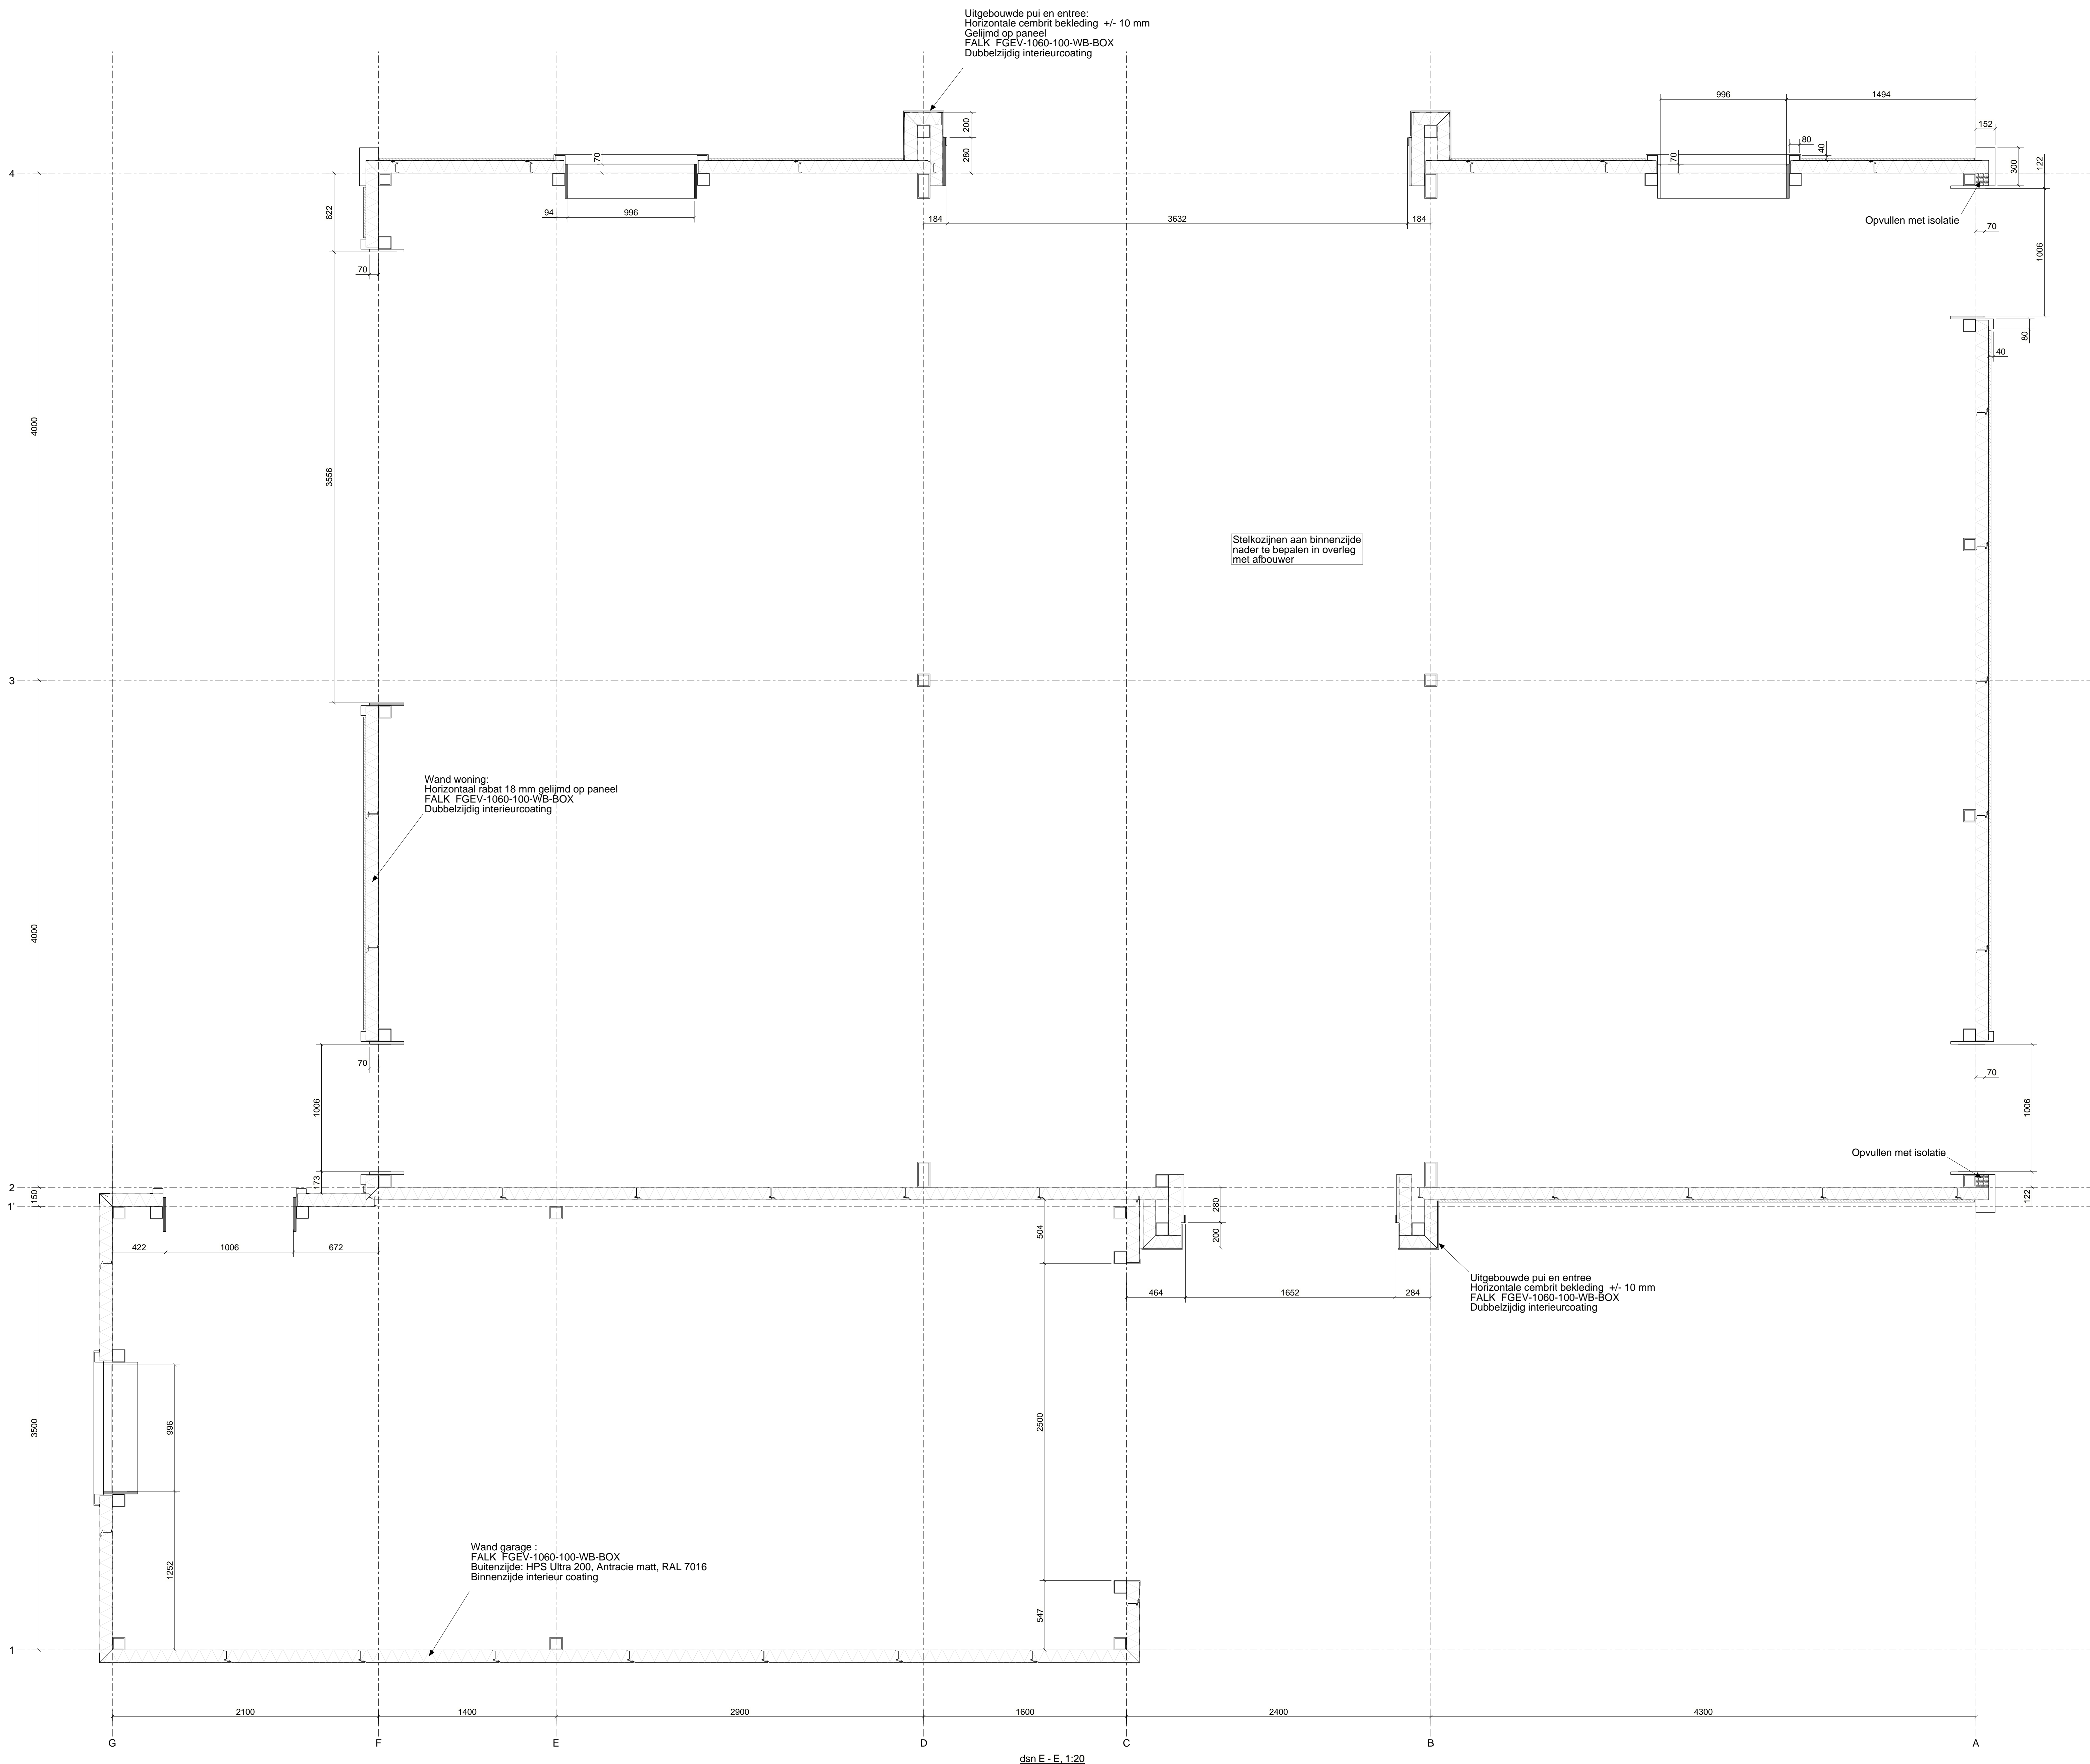 Uitgebouwde pui en entree:
Horizontale cembrit bekleding +/- 10 mm
Gelijmd op paneel
FALK FGEV-1060-100-WB-BOX
Dubbelzijdig interieurcoating
996
1494
152
200
280
70
80
40
70
300
122
4
622
94
996
184
3632
184
Opvullen met isolatie
70
1006
70
80
40
4000
3556
Stelkozijnen aan binnenzijde
nader te bepalen in overleg
met afbouwer
3
Wand woning:
Horizontaal rabat 18 mm gelijmd op paneel
FALK FGEV-1060-100-WB-BOX
Dubbelzijdig interieurcoating
4000
70
70
1006
1006
Opvullen met isolatie
173
122
2
150
1'
280
200
504
422
1006
672
464
1652
284
Uitgebouwde pui en entree
Horizontale cembrit bekleding +/- 10 mm
FALK FGEV-1060-100-WB-BOX
Dubbelzijdig interieurcoating
3500
996
2500
1252
547
Wand garage :
FALK FGEV-1060-100-WB-BOX
Buitenzijde: HPS Ultra 200, Antracie matt, RAL 7016
Binnenzijde interieur coating
1
2100
1400
2900
1600
2400
4300
G
F
E
D
C
B
A
dsn E - E, 1:20